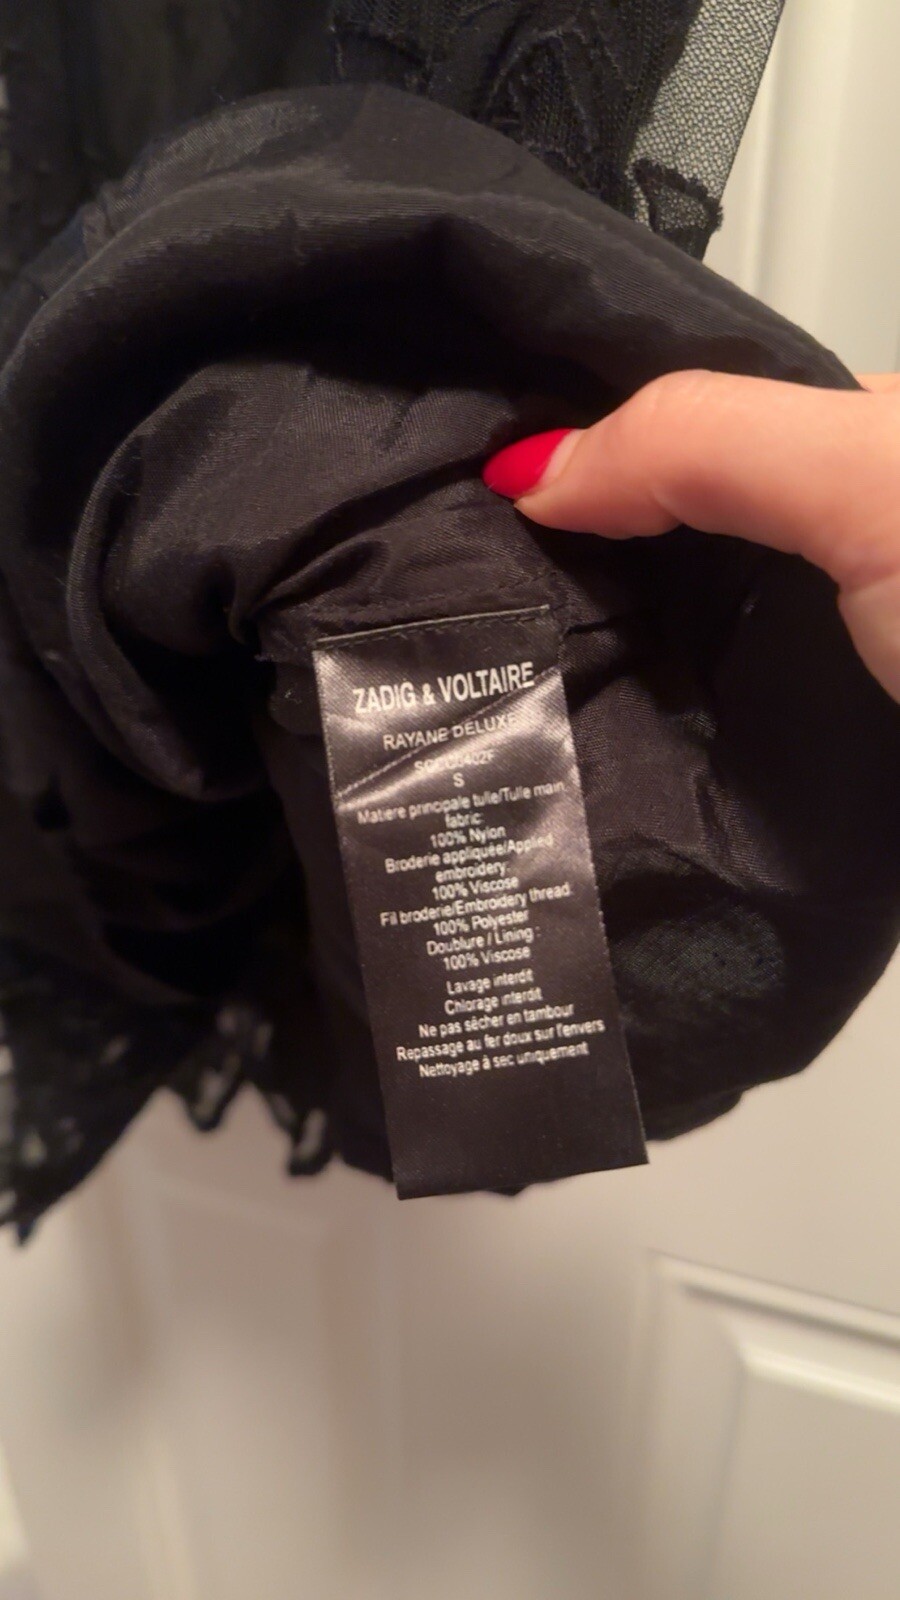 ZADIG & VOLTAIRE
RAYANE DELUXE
S
Matière principale tulle/Tulle main
fabric:
100% Nylon
Broderie appliquée/Applied
embroidery:
100% Viscose
Fil broderie/Embroidery thread
100% Polyester
Doublure / Lining :
100% Viscose
Lavage interdit
Chlorage interdit
Ne pas sécher en tambour
Repassage au fer doux sur l'envers
Nettoyage à sec uniquement